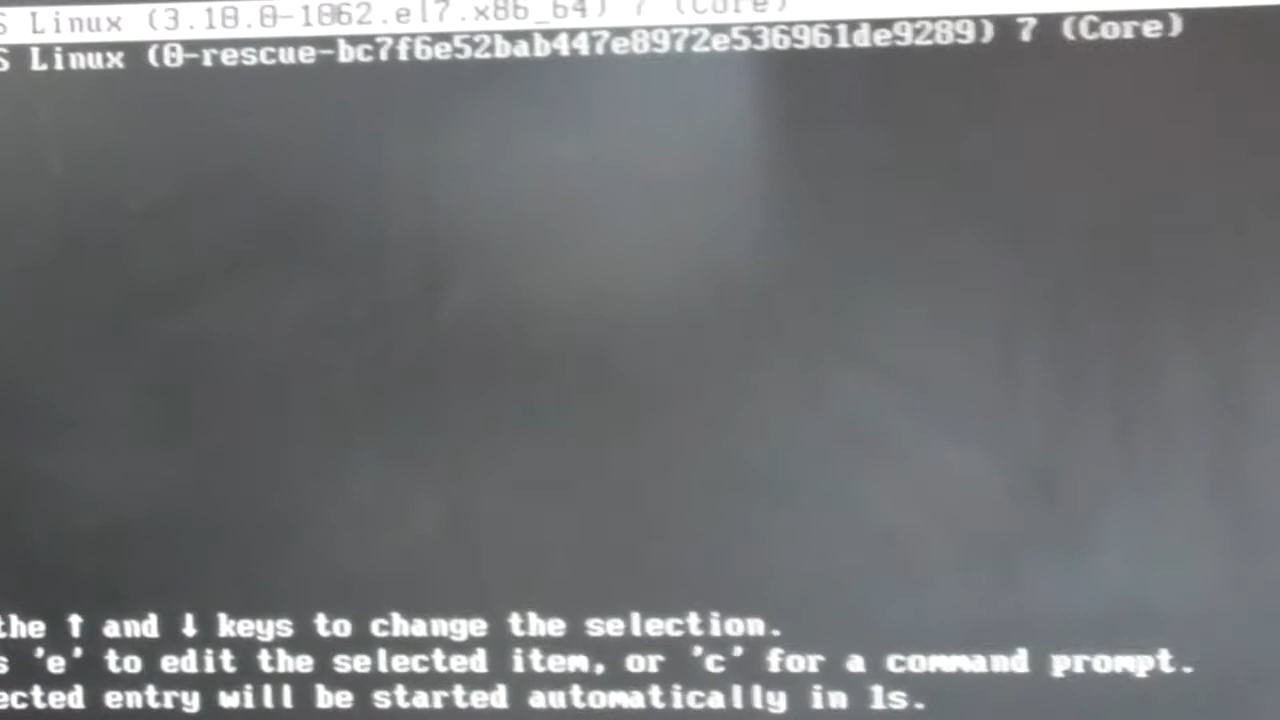 S Linux (3.10.0-1062.el7.x86_64) 7 (Core)
S Linux (0-rescue-bc7f6e52bab447e8972e536961de9289) 7 (Core)
the ↑ and ↓ keys to change the selection.
s 'e' to edit the selected item, or 'c' for a command prompt.
ected entry will be started automatically in 1s.